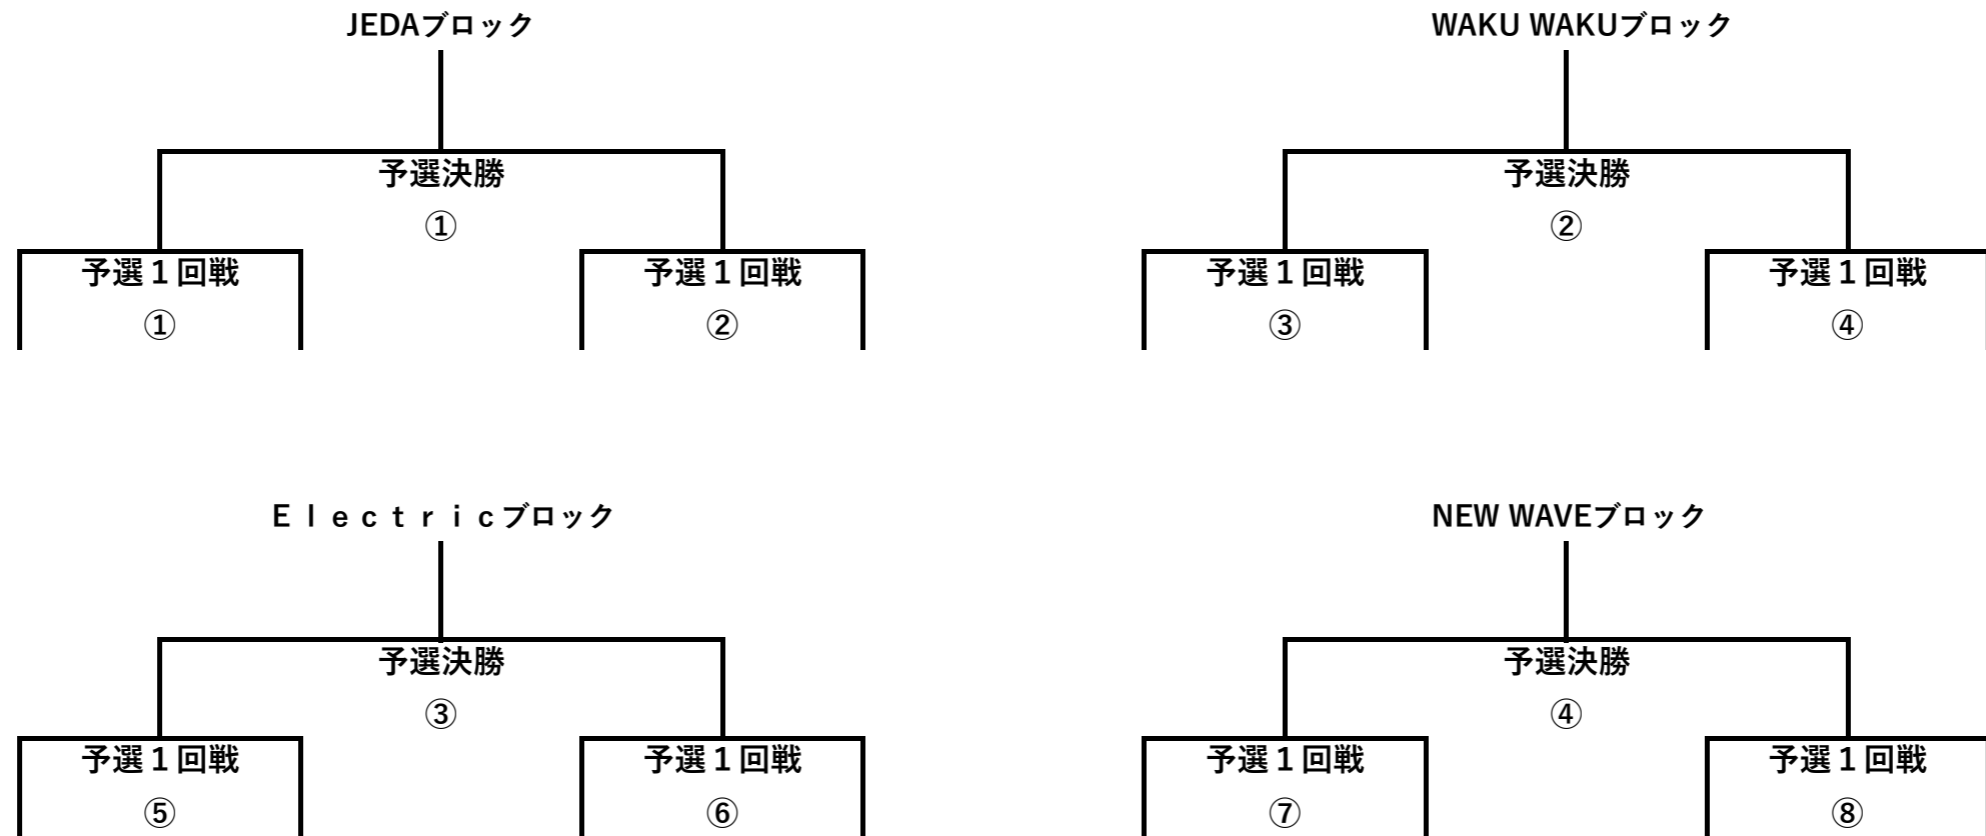 JEDAブロック
WAKU WAKUブロック
予選決勝
①
予選決勝
②
予選１回戦
①
予選１回戦
②
予選１回戦
③
予選１回戦
④
Ｅｌｅｃｔｒｉｃブロック
NEW WAVEブロック
予選決勝
③
予選決勝
④
予選１回戦
⑤
予選１回戦
⑥
予選１回戦
⑦
予選１回戦
⑧